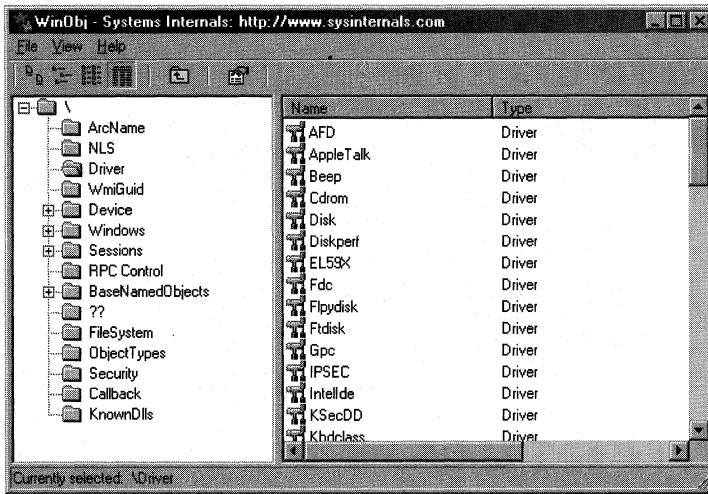 WinObj - Systems Internals: http://www.sysinternals.com
File View Help
\
ArcName
NLS
Driver
WmiGuid
Device
Windows
Sessions
RPC Control
BaseNamedObjects
??
FileSystem
ObjectTypes
Security
Callback
KnownDlls
Name Type
AFD Driver
AppleTalk Driver
Beep Driver
Cdrom Driver
Disk Driver
Diskperf Driver
EL59X Driver
Fdc Driver
Flpydisk Driver
Ftdisk Driver
Gpc Driver
IPSEC Driver
IntelIde Driver
KSecDD Driver
Kbdclass Driver
Currently selected: \Driver